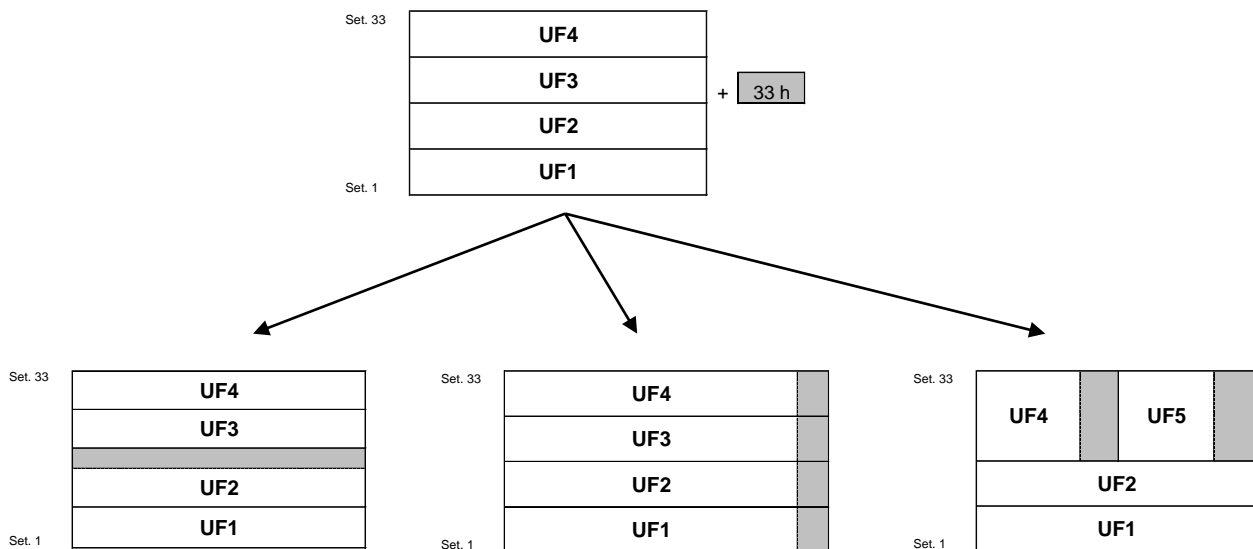 Set. 33
UF4
UF3
+ 33 h
UF2
UF1
Set. 1
Set. 33
UF4
UF3
UF2
UF1
Set. 1
Set. 33
UF4
UF3
UF2
UF1
Set. 1
Set. 33
UF4 UF5
UF2
UF1
Set. 1